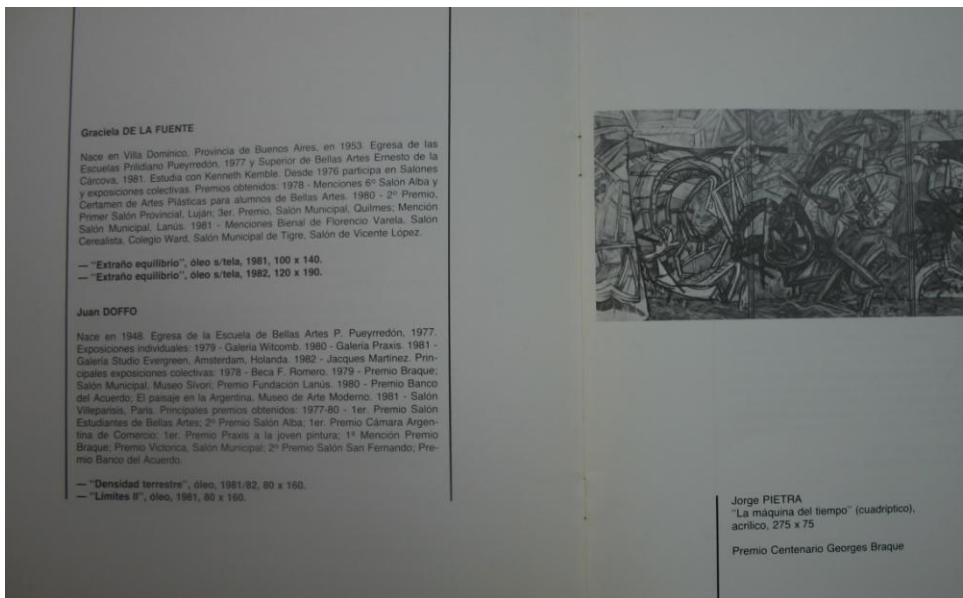 Graciela DE LA FUENTE
Nace en Villa Domínico, Provincia de Buenos Aires, en 1953. Egresa de las
Escuelas Prilidiano Pueyrredón, 1977 y Superior de Bellas Artes Ernesto de la
Cárcova, 1981. Estudia con Kenneth Kemble. Desde 1976 participa en Salones
y exposiciones colectivas. Premios obtenidos: 1978 - Menciones 6º Salón Alba y
Certamen de Artes Plásticas para alumnos de Bellas Artes. 1980 - 2º Premio,
Primer Salón Provincial, Luján; 3er. Premio, Salón Municipal, Quilmes; Mención
Salón Municipal, Lanús. 1981 - Menciones Bienal de Florencio Varela, Salón
Cerealista, Colegio Ward, Salón Municipal de Tigre, Salón de Vicente López.
— "Extraño equilibrio", óleo s/tela, 1981, 100 x 140.
— "Extraño equilibrio", óleo s/tela, 1982, 120 x 190.
Juan DOFFO
Nace en 1948. Egresa de la Escuela de Bellas Artes P. Pueyrredón, 1977.
Exposiciones individuales: 1979 - Galería Witcomb. 1980 - Galería Praxis. 1981 -
Galería Studio Evergreen, Amsterdam, Holanda. 1982 - Jacques Martínez. Prin-
cipales exposiciones colectivas: 1978 - Beca F. Romero. 1979 - Premio Braque;
Salón Municipal, Museo Sívori; Premio Fundación Lanús. 1980 - Premio Banco
del Acuerdo; El paisaje en la Argentina, Museo de Arte Moderno. 1981 - Salón
Villeparisis, París. Principales premios obtenidos: 1977-80 - 1er. Premio Salón
Estudiantes de Bellas Artes; 2º Premio Salón Alba; 1er. Premio Cámara Argen-
tina de Comercio; 1er. Premio Praxis a la joven pintura; 1ª Mención Premio
Braque; Premio Victorica, Salón Municipal; 2º Premio Salón San Fernando; Pre-
mio Banco del Acuerdo.
— "Densidad terrestre", óleo, 1981/82, 80 x 160.
— "Límites II", óleo, 1981, 80 x 160.
Jorge PIETRA
"La máquina del tiempo" (cuadríptico),
acrílico, 275 x 75
Premio Centenario Georges Braque